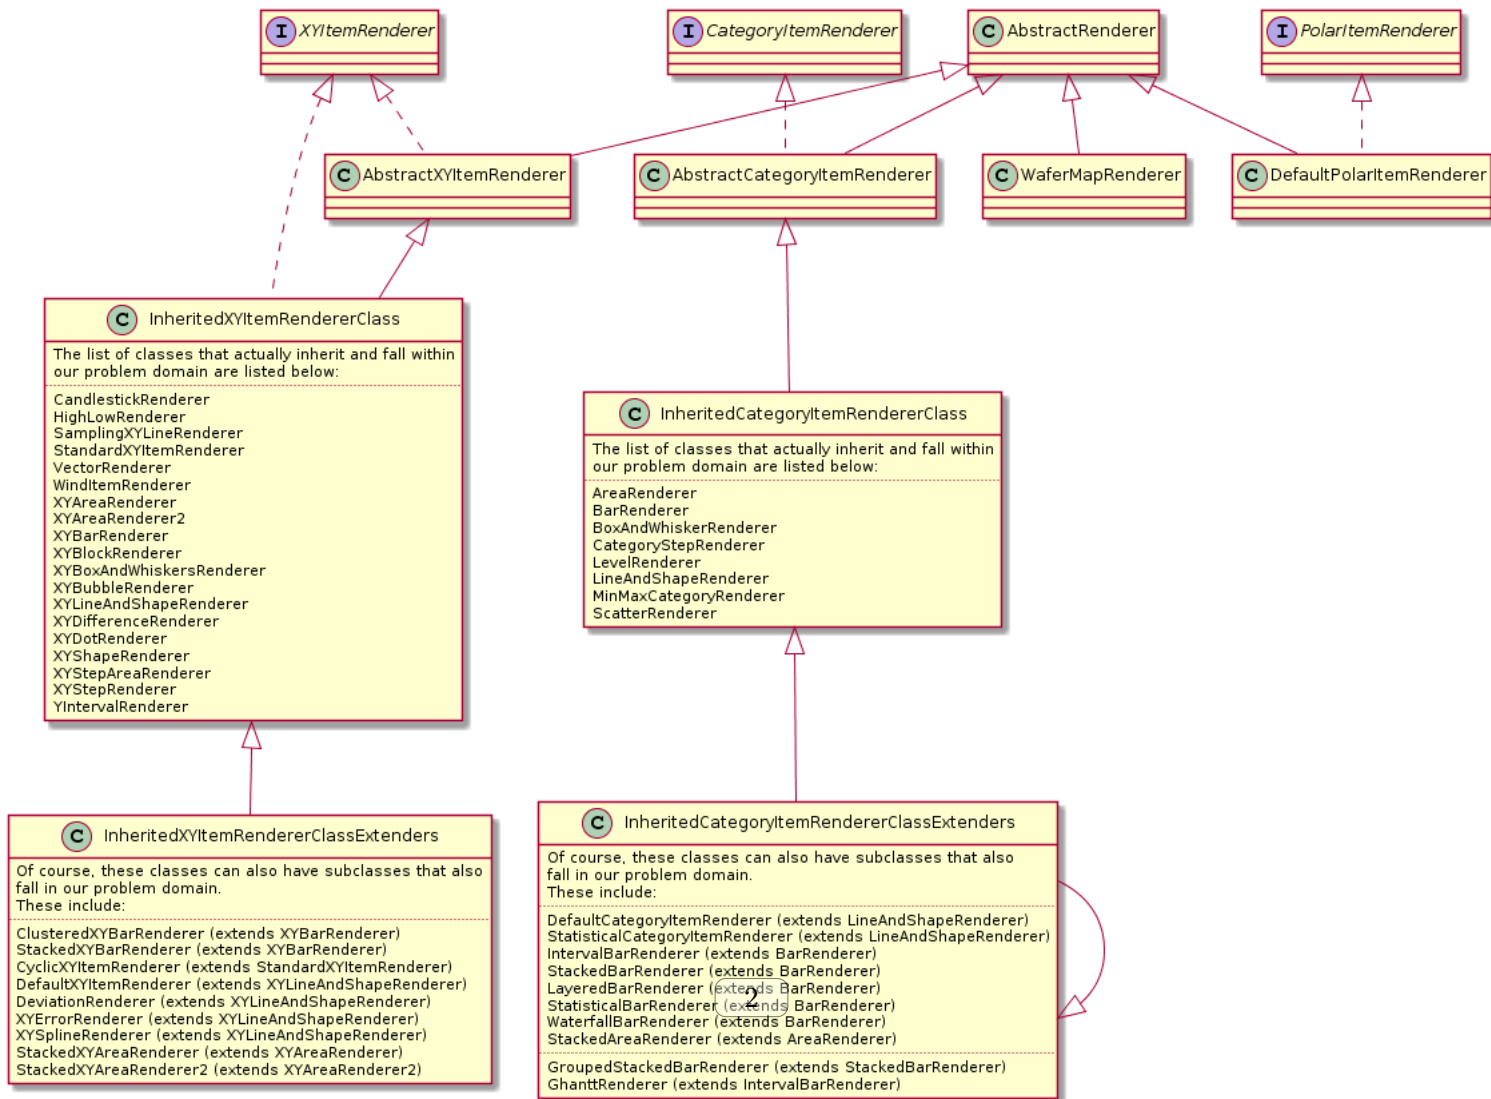 I XYItemRenderer
I CategoryItemRenderer
C AbstractRenderer
I PolarItemRenderer
C AbstractXYItemRenderer
C AbstractCategoryItemRenderer
C WaferMapRenderer
C DefaultPolarItemRenderer
C InheritedXYItemRendererClass
The list of classes that actually inherit and fall within
our problem domain are listed below:
CandlestickRenderer
HighLowRenderer
SamplingXYLineRenderer
StandardXYItemRenderer
VectorRenderer
WindItemRenderer
XYAreaRenderer
XYAreaRenderer2
XYBarRenderer
XYBlockRenderer
XYBoxAndWhiskersRenderer
XYBubbleRenderer
XYLineAndShapeRenderer
XYDifferenceRenderer
XYDotRenderer
XYShapeRenderer
XYStepAreaRenderer
XYStepRenderer
YIntervalRenderer
C InheritedCategoryItemRendererClass
The list of classes that actually inherit and fall within
our problem domain are listed below:
AreaRenderer
BarRenderer
BoxAndWhiskerRenderer
CategoryStepRenderer
LevelRenderer
LineAndShapeRenderer
MinMaxCategoryRenderer
ScatterRenderer
C InheritedXYItemRendererClassExtenders
Of course, these classes can also have subclasses that also
fall in our problem domain.
These include:
ClusteredXYBarRenderer (extends XYBarRenderer)
StackedXYBarRenderer (extends XYBarRenderer)
CyclicXYItemRenderer (extends StandardXYItemRenderer)
DefaultXYItemRenderer (extends XYLineAndShapeRenderer)
DeviationRenderer (extends XYLineAndShapeRenderer)
XYErrorRenderer (extends XYLineAndShapeRenderer)
XYSplineRenderer (extends XYLineAndShapeRenderer)
StackedXYAreaRenderer (extends XYAreaRenderer)
StackedXYAreaRenderer2 (extends XYAreaRenderer2)
C InheritedCategoryItemRendererClassExtenders
Of course, these classes can also have subclasses that also
fall in our problem domain.
These include:
DefaultCategoryItemRenderer (extends LineAndShapeRenderer)
StatisticalCategoryItemRenderer (extends LineAndShapeRenderer)
IntervalBarRenderer (extends BarRenderer)
StackedBarRenderer (extends BarRenderer)
LayeredBarRenderer (extends BarRenderer)
2
StatisticalBarRenderer (extends BarRenderer)
WaterfallBarRenderer (extends BarRenderer)
StackedAreaRenderer (extends AreaRenderer)
GroupedStackedBarRenderer (extends StackedBarRenderer)
GhanttRenderer (extends IntervalBarRenderer)